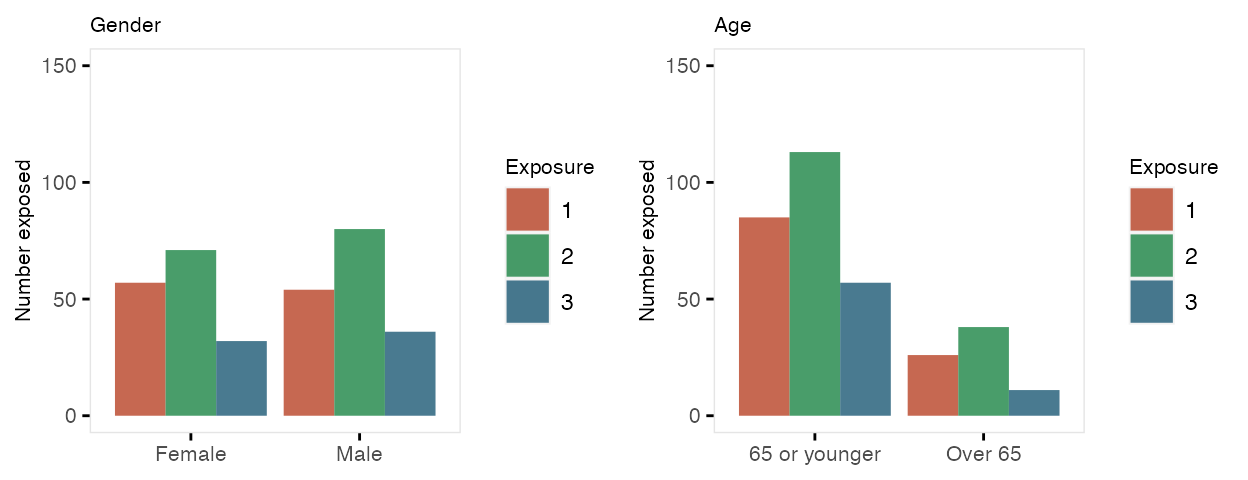 Gender
150
100
50
0
Number exposed
Female Male
Exposure
1
2
3
Age
150
100
50
0
Number exposed
65 or younger Over 65
Exposure
1
2
3